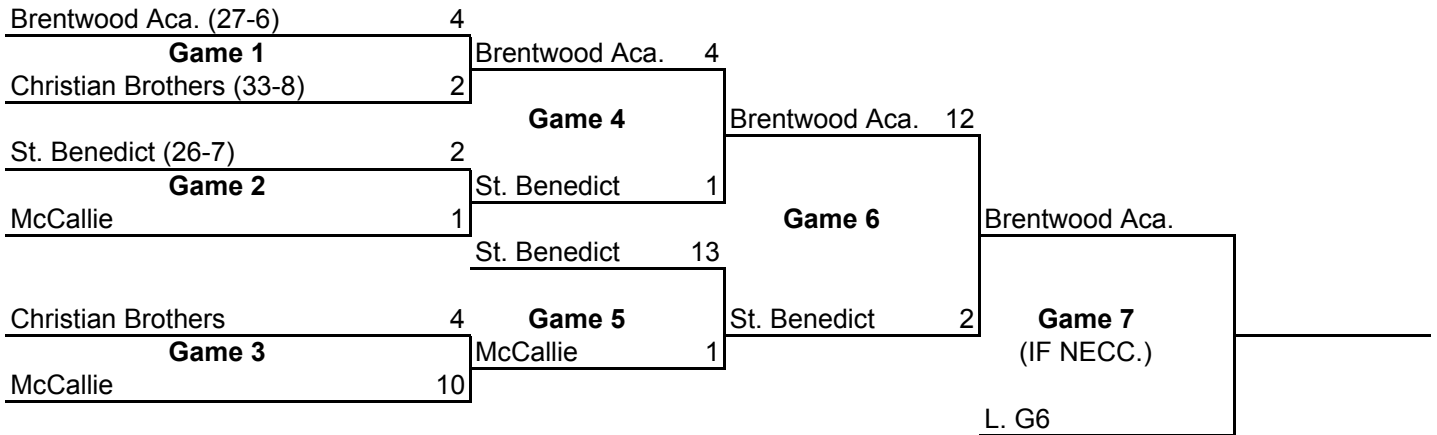 Brentwood Aca. (27-6) 4
Game 1
Christian Brothers (33-8) 2
Brentwood Aca. 4
Game 4
St. Benedict (26-7) 2
Game 2
McCallie 1
St. Benedict 1
Brentwood Aca. 12
Game 6
St. Benedict 13
Game 5
Christian Brothers 4
Game 3
McCallie 10
McCallie 1
St. Benedict 2
Brentwood Aca.
Game 7
(IF NECC.)
L. G6